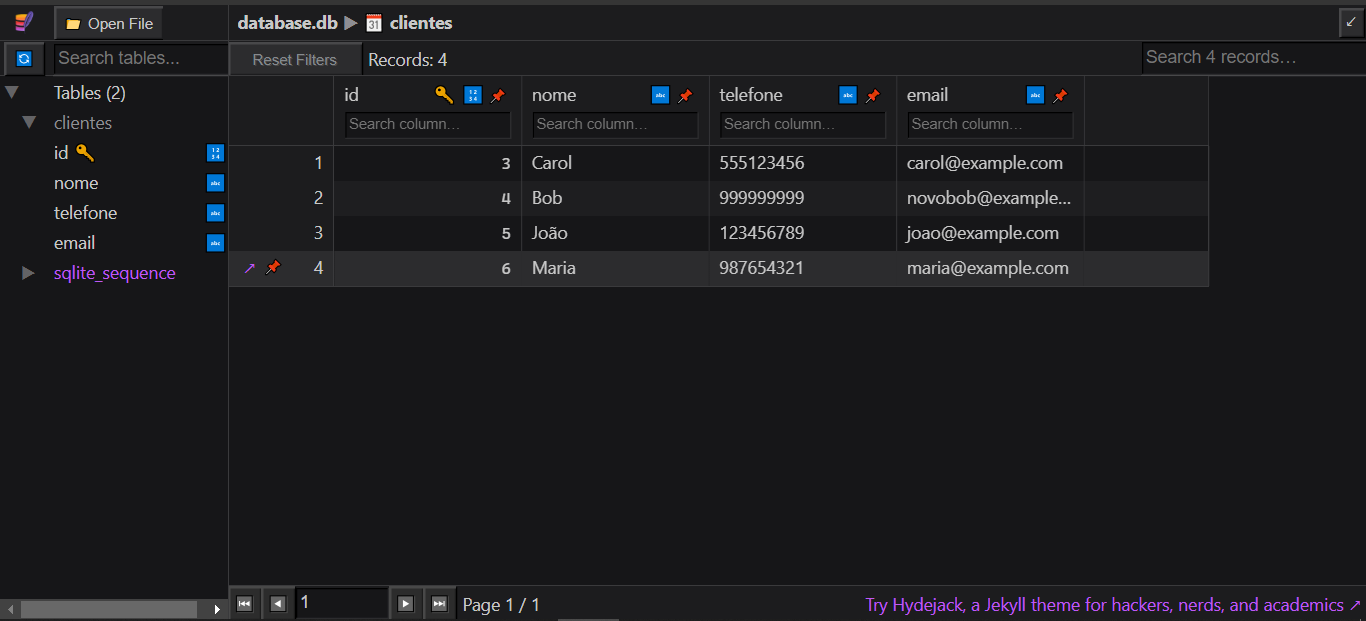 Open File
database.db ▶ clientes
Search tables...
Reset Filters
Records: 4
Search 4 records...
Tables (2)
clientes
id
nome
telefone
email
sqlite_sequence
id nome telefone email
Search column... Search column... Search column... Search column...
1 3 Carol 555123456 carol@example.com
2 4 Bob 999999999 novobob@example...
3 5 João 123456789 joao@example.com
4 6 Maria 987654321 maria@example.com
1
Page 1 / 1
Try Hydejack, a Jekyll theme for hackers, nerds, and academics ↗